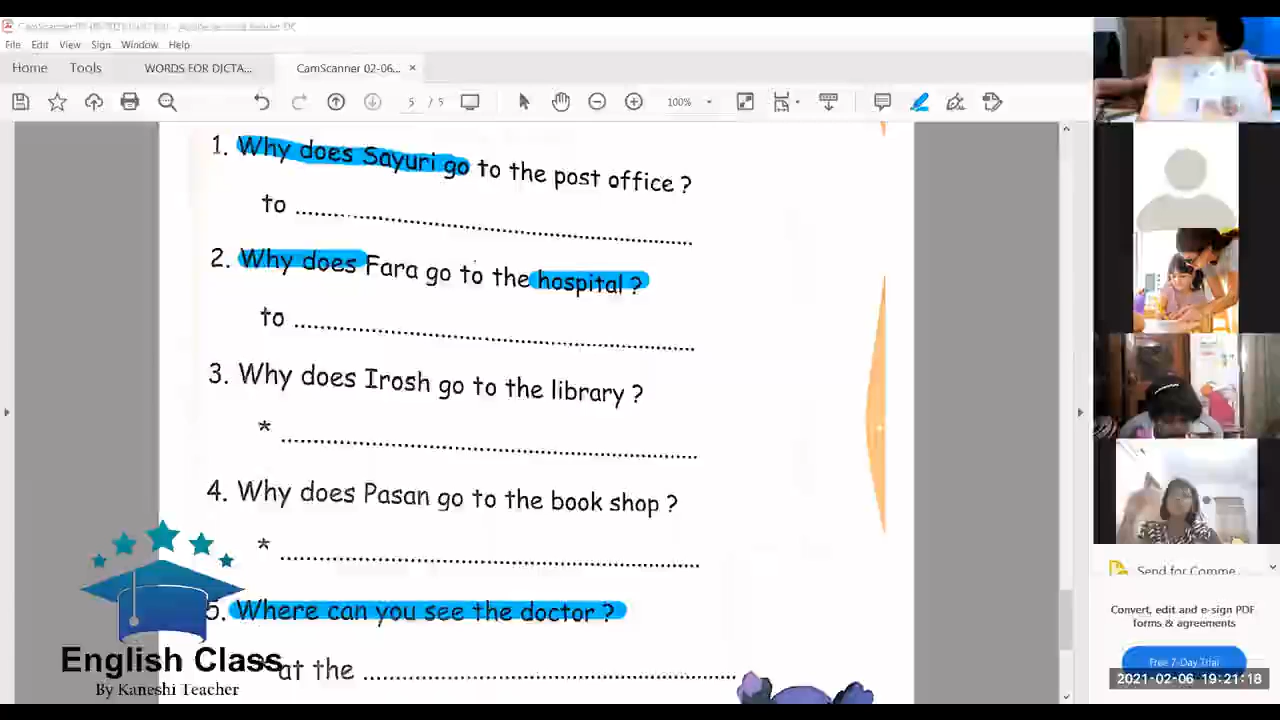 File Edit View Sign Window Help
Home Tools WORDS FOR DICTA... CamScanner 02-06... ×
5 / 5 100%
1. Why does Sayuri go to the post office ?
to ........................................
2. Why does Fara go to the hospital ?
to ........................................
3. Why does Irosh go to the library ?
* ........................................
4. Why does Pasan go to the book shop ?
* ........................................
5. Where can you see the doctor ?
at the ........................................
English Class
By Kaneshi Teacher
Send for Comme...
Convert, edit and e-sign PDF
forms & agreements
Free 7-Day Trial
2021-02-06 19:21:18